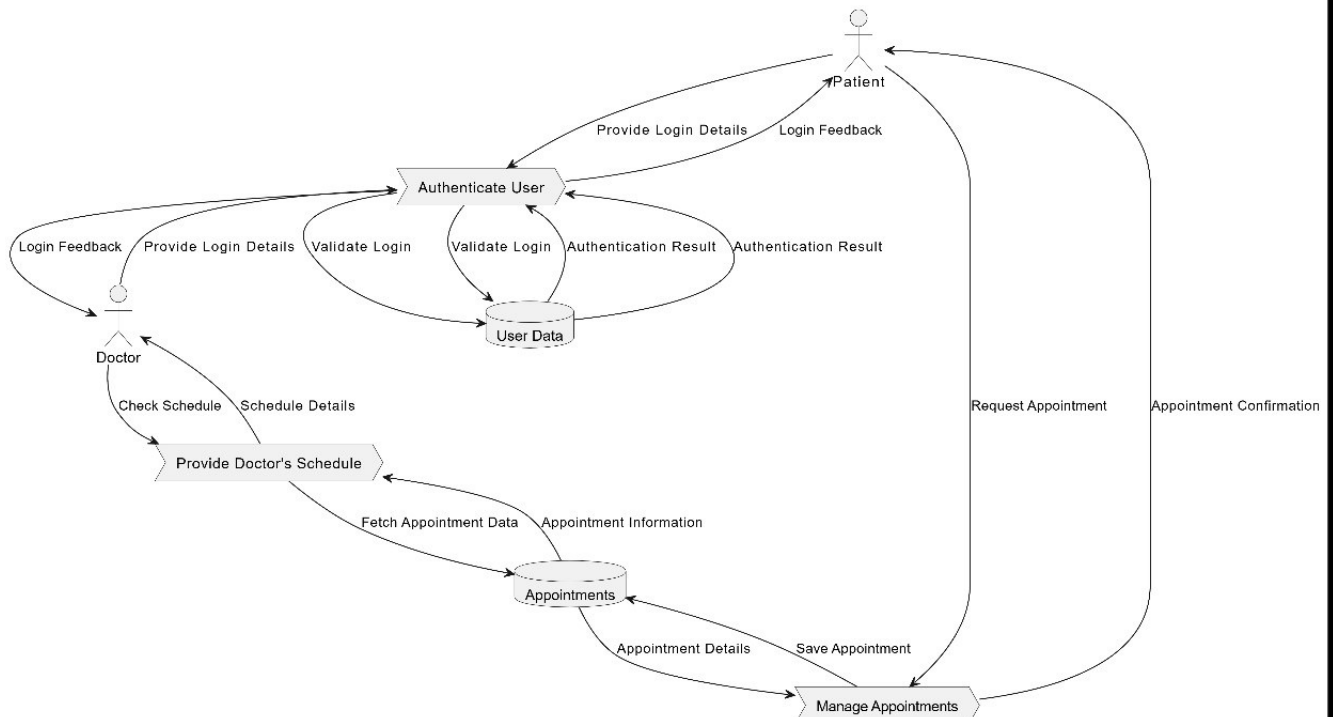 Patient
Provide Login Details
Login Feedback
Authenticate User
Login Feedback
Provide Login Details
Validate Login
Validate Login
Authentication Result
Authentication Result
User Data
Doctor
Check Schedule
Schedule Details
Request Appointment
Appointment Confirmation
Provide Doctor's Schedule
Fetch Appointment Data
Appointment Information
Appointments
Appointment Details
Save Appointment
Manage Appointments